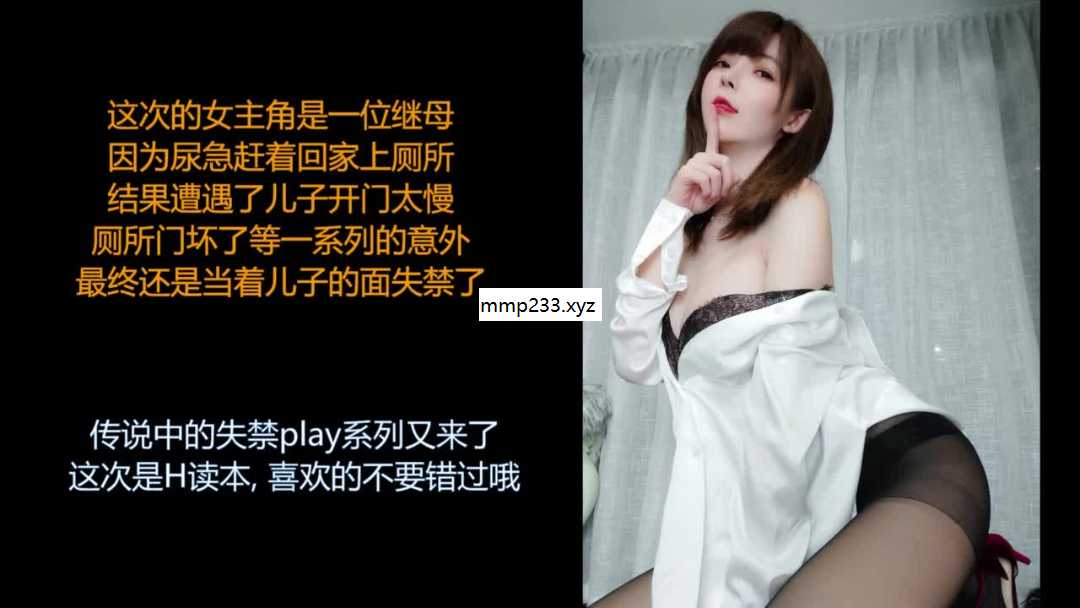 这次的女主角是一位继母
因为尿急赶着回家上厕所
结果遭遇了儿子开门太慢
厕所门坏了等一系列的意外
最终还是当着儿子的面失禁了
mmp233.xyz
传说中的失禁play系列又来了
这次是H读本, 喜欢的不要错过哦